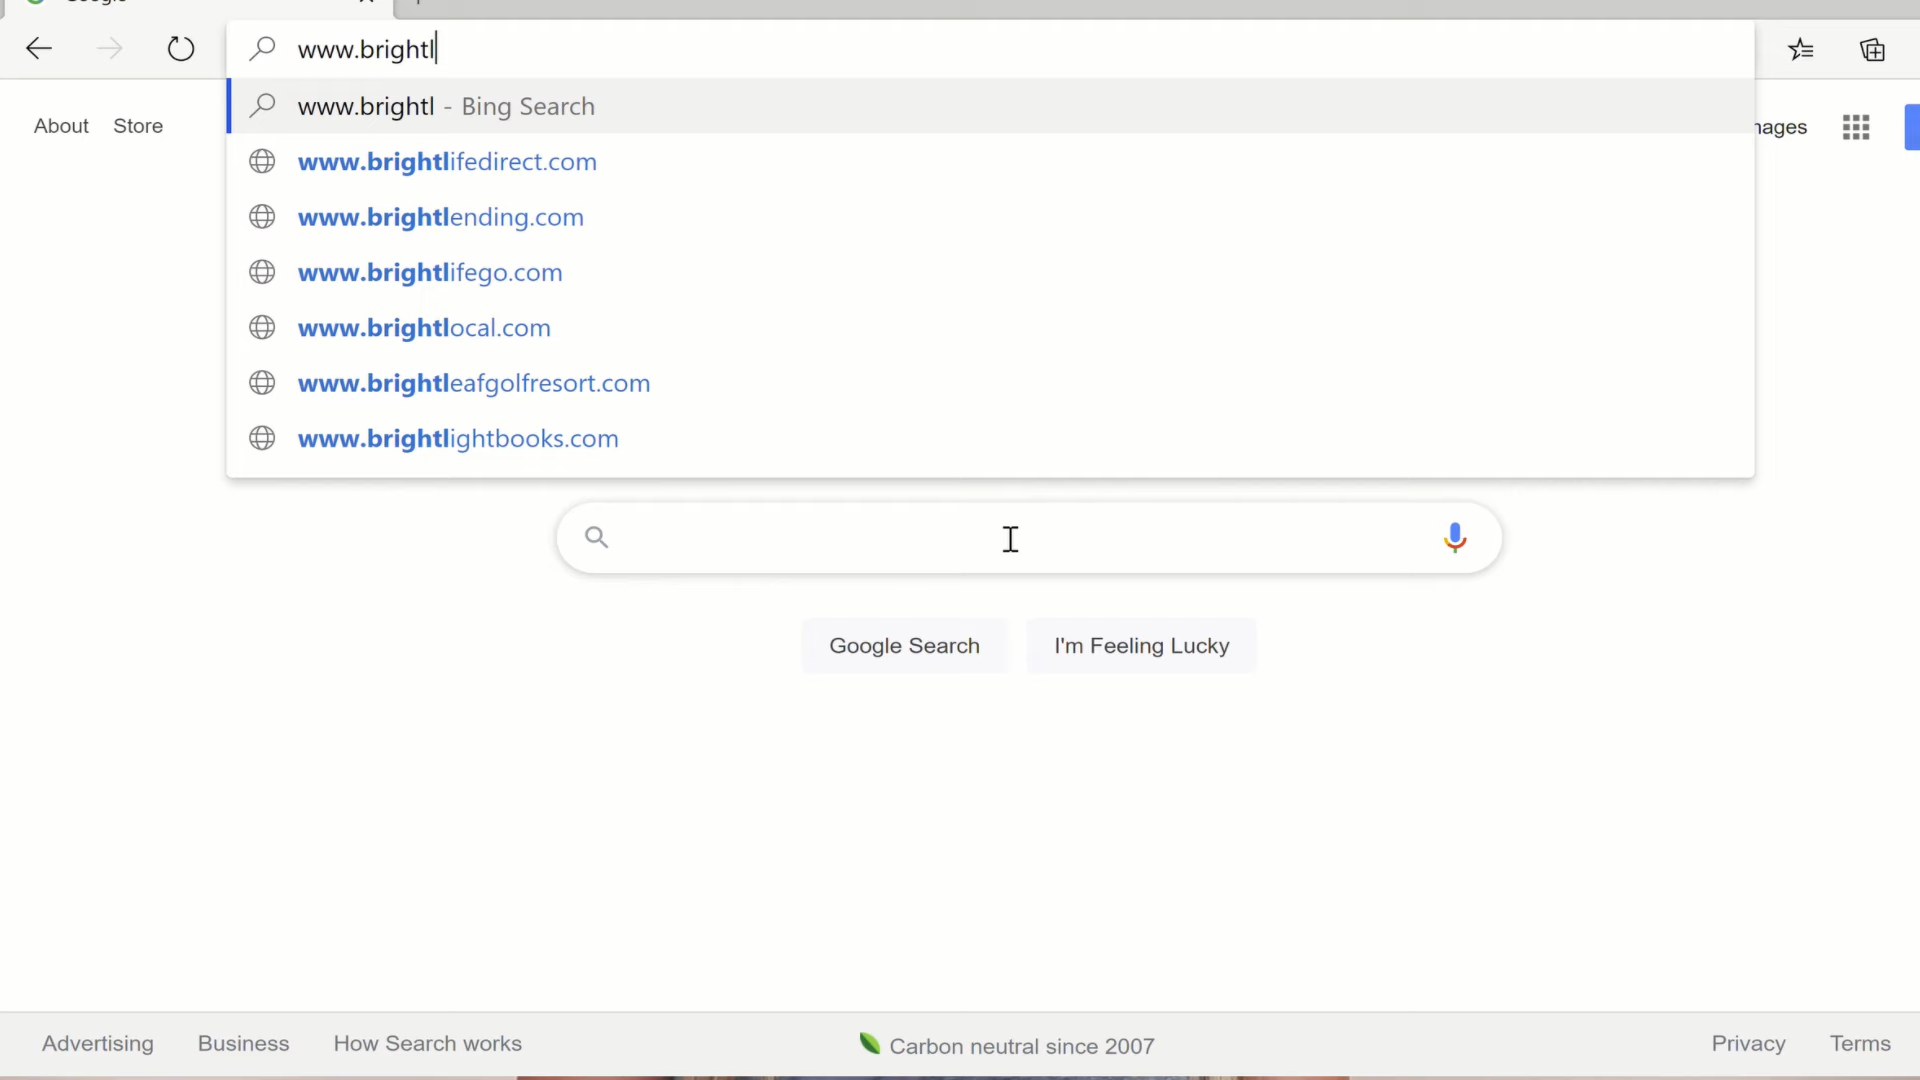 www.brightl
www.brightl - Bing Search
www.brightlifedirect.com
www.brightlending.com
www.brightlifego.com
www.brightlocal.com
www.brightleafgolfresort.com
www.brightlightbooks.com
About Store
Google Search I'm Feeling Lucky
Advertising Business How Search works Carbon neutral since 2007 Privacy Terms